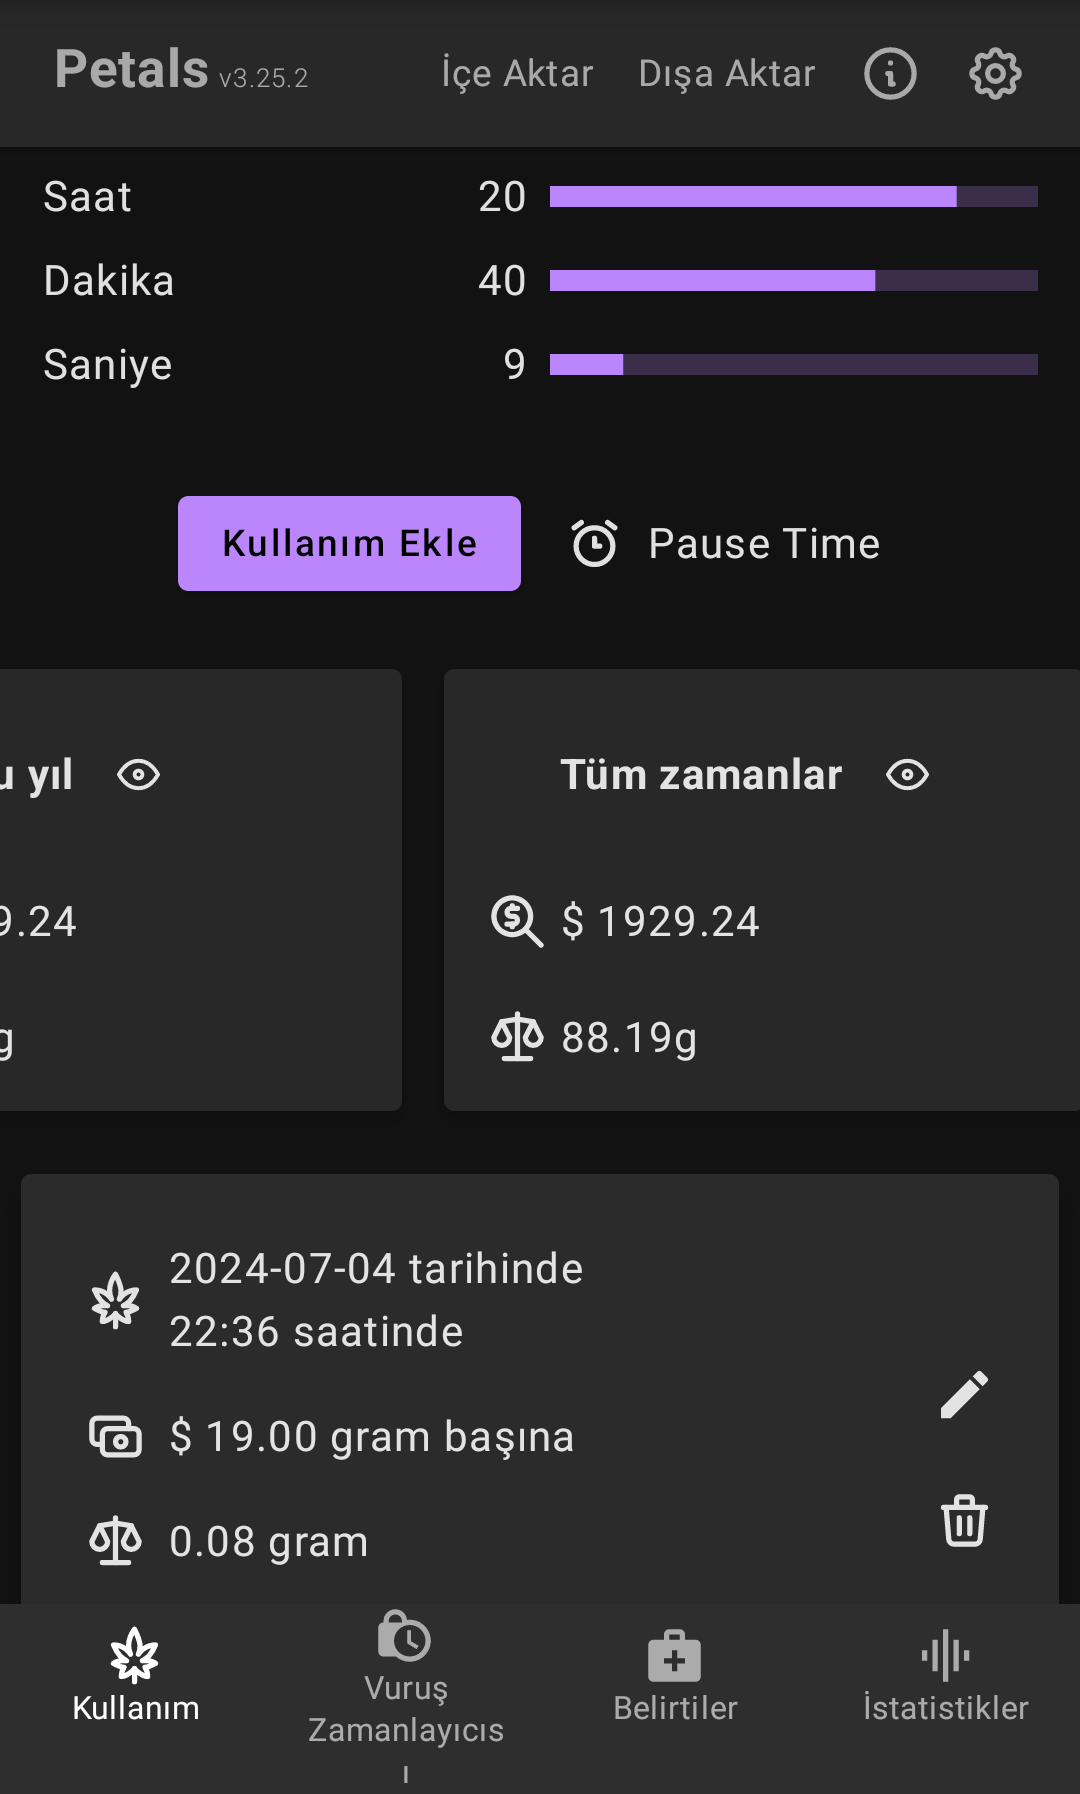 Petals v3.25.2 İçe Aktar Dışa Aktar
Saat 20
Dakika 40
Saniye 9
Kullanım Ekle Pause Time
u yıl Tüm zamanlar
9.24 $ 1929.24
g 88.19g
2024-07-04 tarihinde
22:36 saatinde
$ 19.00 gram başına
0.08 gram
Kullanım
Vuruş
Zamanlayıcıs
ı
Belirtiler
İstatistikler